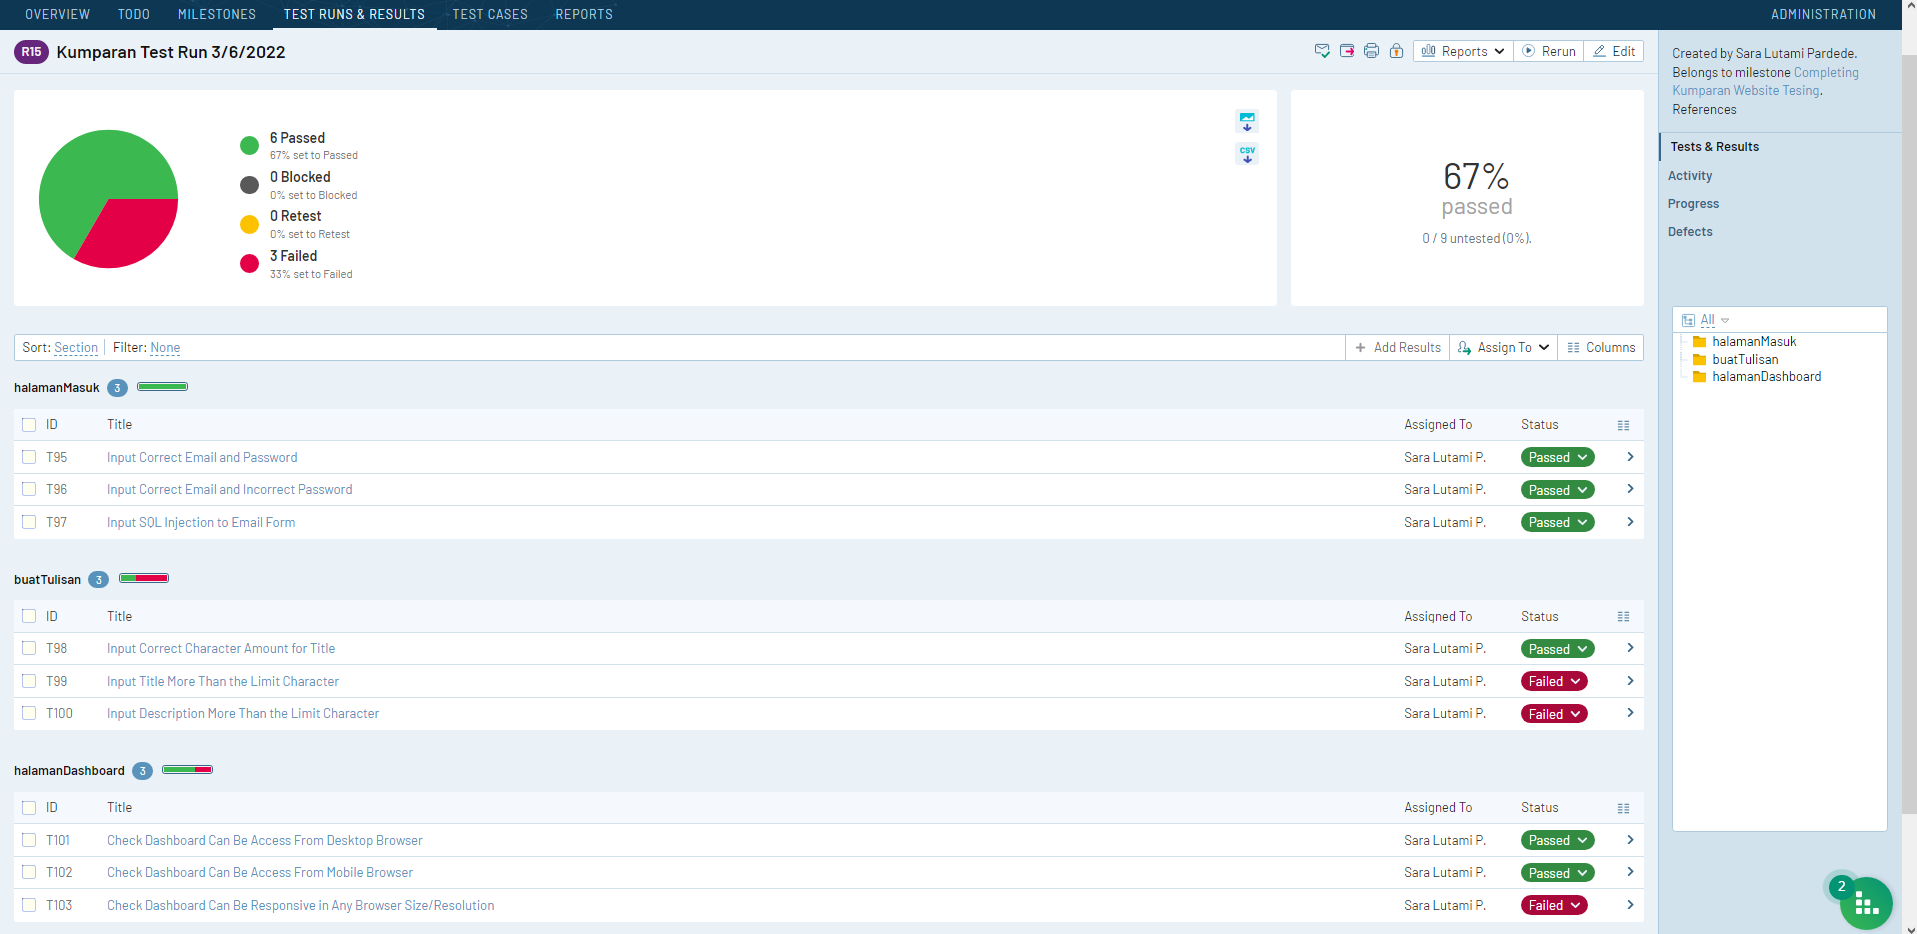 OVERVIEW TODO MILESTONES TEST RUNS & RESULTS TEST CASES REPORTS ADMINISTRATION
R15 Kumparan Test Run 3/6/2022
Reports Rerun Edit
Created by Sara Lutami Pardede.
Belongs to milestone Completing
Kumparan Website Tesing.
References
6 Passed
67% set to Passed
0 Blocked
0% set to Blocked
0 Retest
0% set to Retest
3 Failed
33% set to Failed
CSV
67%
passed
0 / 9 untested (0%).
Tests & Results
Activity
Progress
Defects
All
halamanMasuk
buatTulisan
halamanDashboard
Sort: Section Filter: None Add Results Assign To Columns
halamanMasuk 3
ID Title Assigned To Status
T95 Input Correct Email and Password Sara Lutami P. Passed
T96 Input Correct Email and Incorrect Password Sara Lutami P. Passed
T97 Input SQL Injection to Email Form Sara Lutami P. Passed
buatTulisan 3
ID Title Assigned To Status
T98 Input Correct Character Amount for Title Sara Lutami P. Passed
T99 Input Title More Than the Limit Character Sara Lutami P. Failed
T100 Input Description More Than the Limit Character Sara Lutami P. Failed
halamanDashboard 3
ID Title Assigned To Status
T101 Check Dashboard Can Be Access From Desktop Browser Sara Lutami P. Passed
T102 Check Dashboard Can Be Access From Mobile Browser Sara Lutami P. Passed
T103 Check Dashboard Can Be Responsive in Any Browser Size/Resolution Sara Lutami P. Failed
2